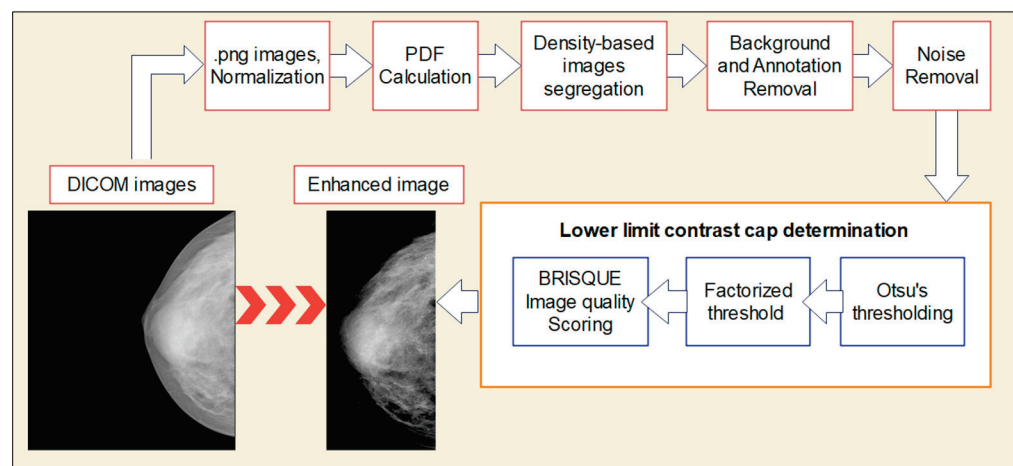 .png images,
Normalization
PDF
Calculation
Density-based
images
segregation
Background
and Annotation
Removal
Noise
Removal
DICOM images
Enhanced image
Lower limit contrast cap determination
BRISQUE
Image quality
Scoring
Factorized
threshold
Otsu's
thresholding